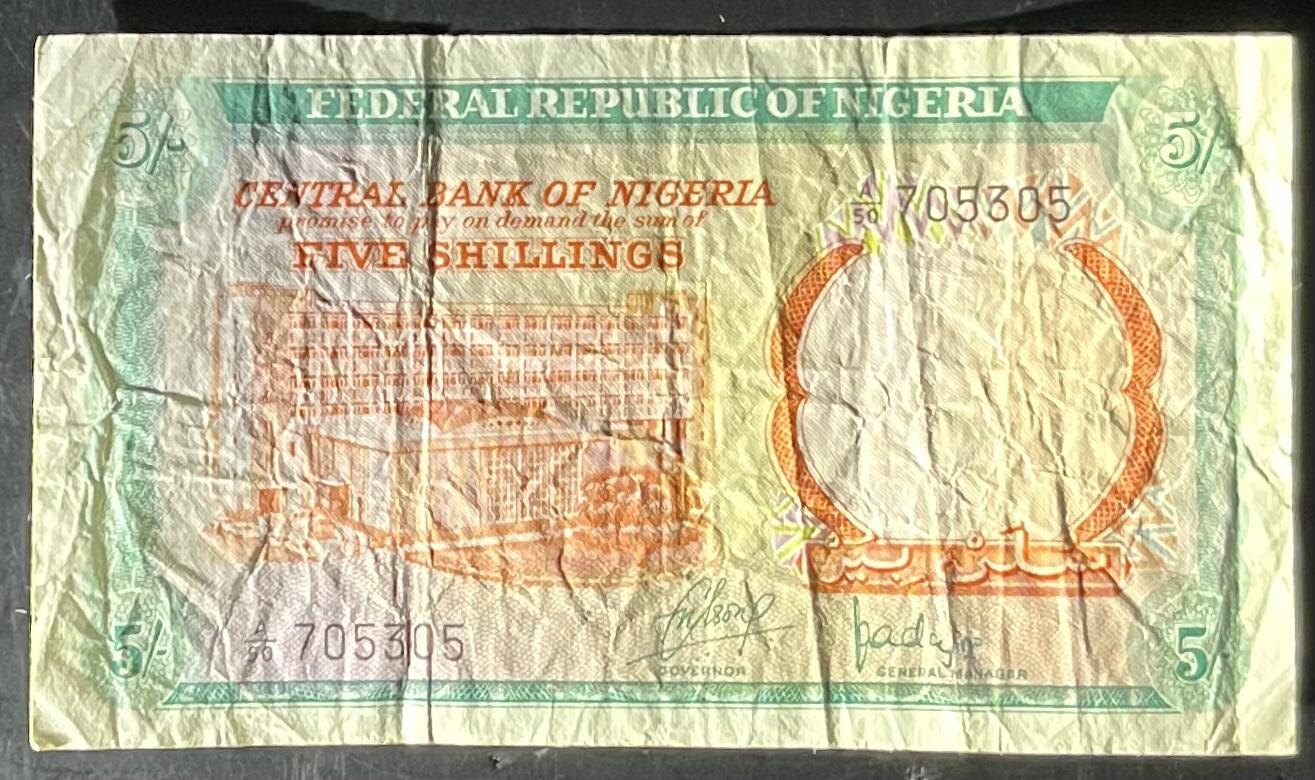 FEDERAL REPUBLIC OF NIGERIA
5/-
5/-
CENTRAL BANK OF NIGERIA
promise to pay on demand the sum of
FIVE SHILLINGS
A/50 705305
A/50 705305
GOVERNOR
GENERAL MANAGER
5/-
5/-